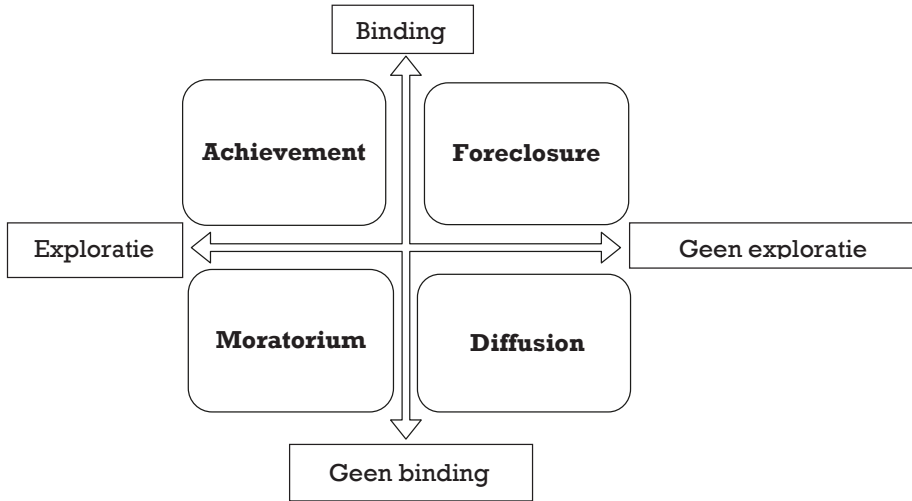 Binding
Achievement
Foreclosure
Exploratie
Geen exploratie
Moratorium
Diffusion
Geen binding